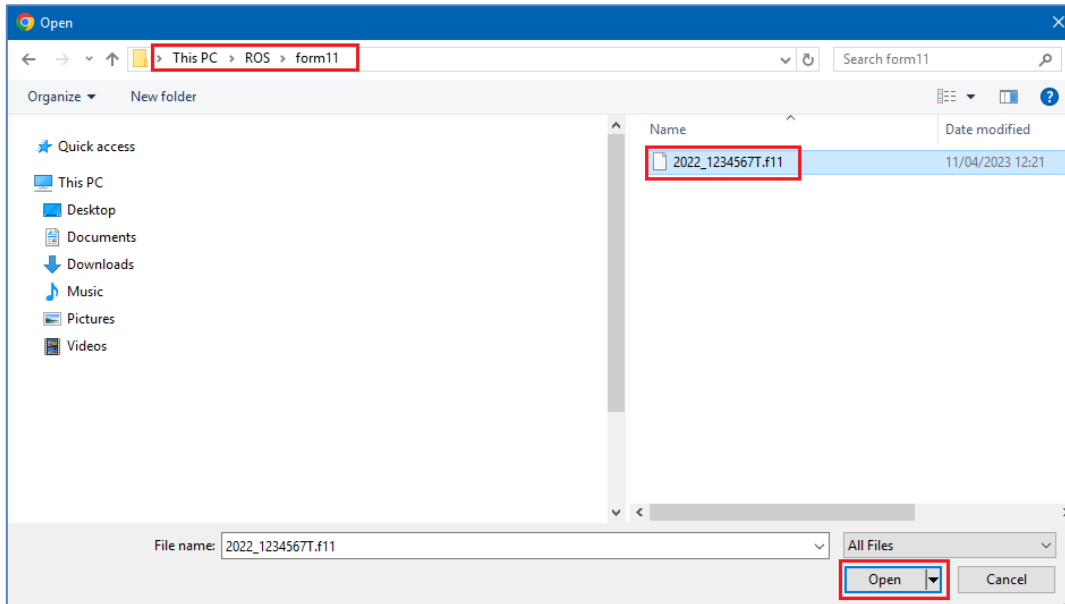 Open
This PC > ROS > form11
Search form11
Organize
New folder
Name
Date modified
Quick access
2022_1234567T.f11
11/04/2023 12:21
This PC
Desktop
Documents
Downloads
Music
Pictures
Videos
File name: 2022_1234567T.f11
All Files
Open
Cancel